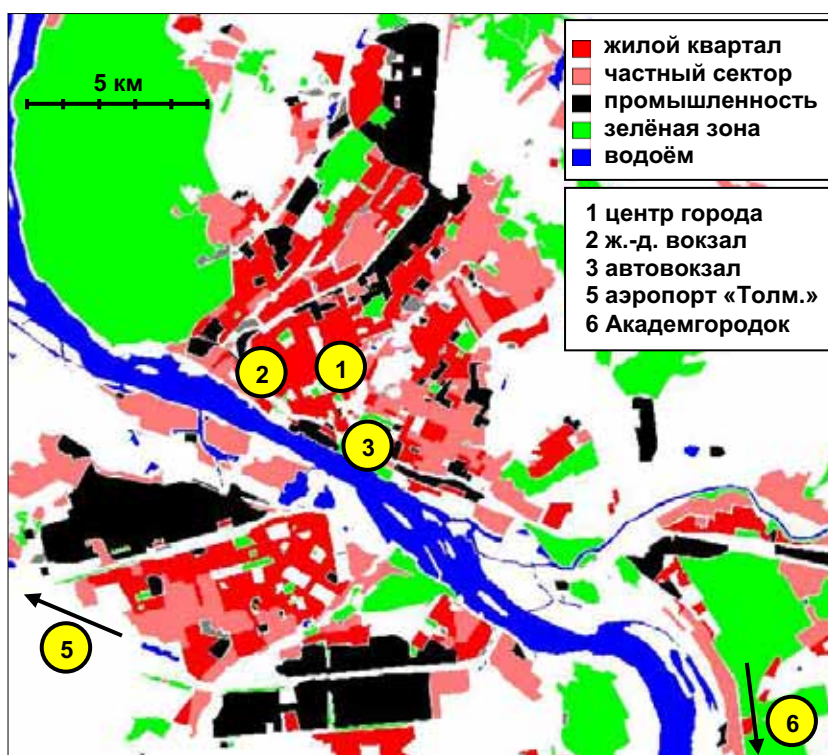 5 км
жилой квартал
частный сектор
промышленность
зелёная зона
водоём
1 центр города
2 ж.-д. вокзал
3 автовокзал
5 аэропорт «Толм.»
6 Академгородок
1
2
3
5
6